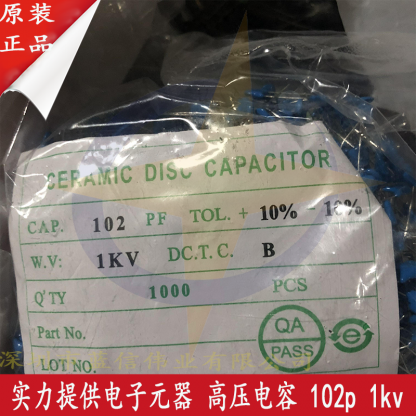 原装
正品
CERAMIC DISC CAPACITOR
CAP. 102 PF TOL. + 10% - 10%
W.V: 1KV DC.T.C. B
Q'TY 1000 PCS
Part No.
LOT NO.
QA
PASS
e
实力提供电子元器 高压电容 102p 1kv